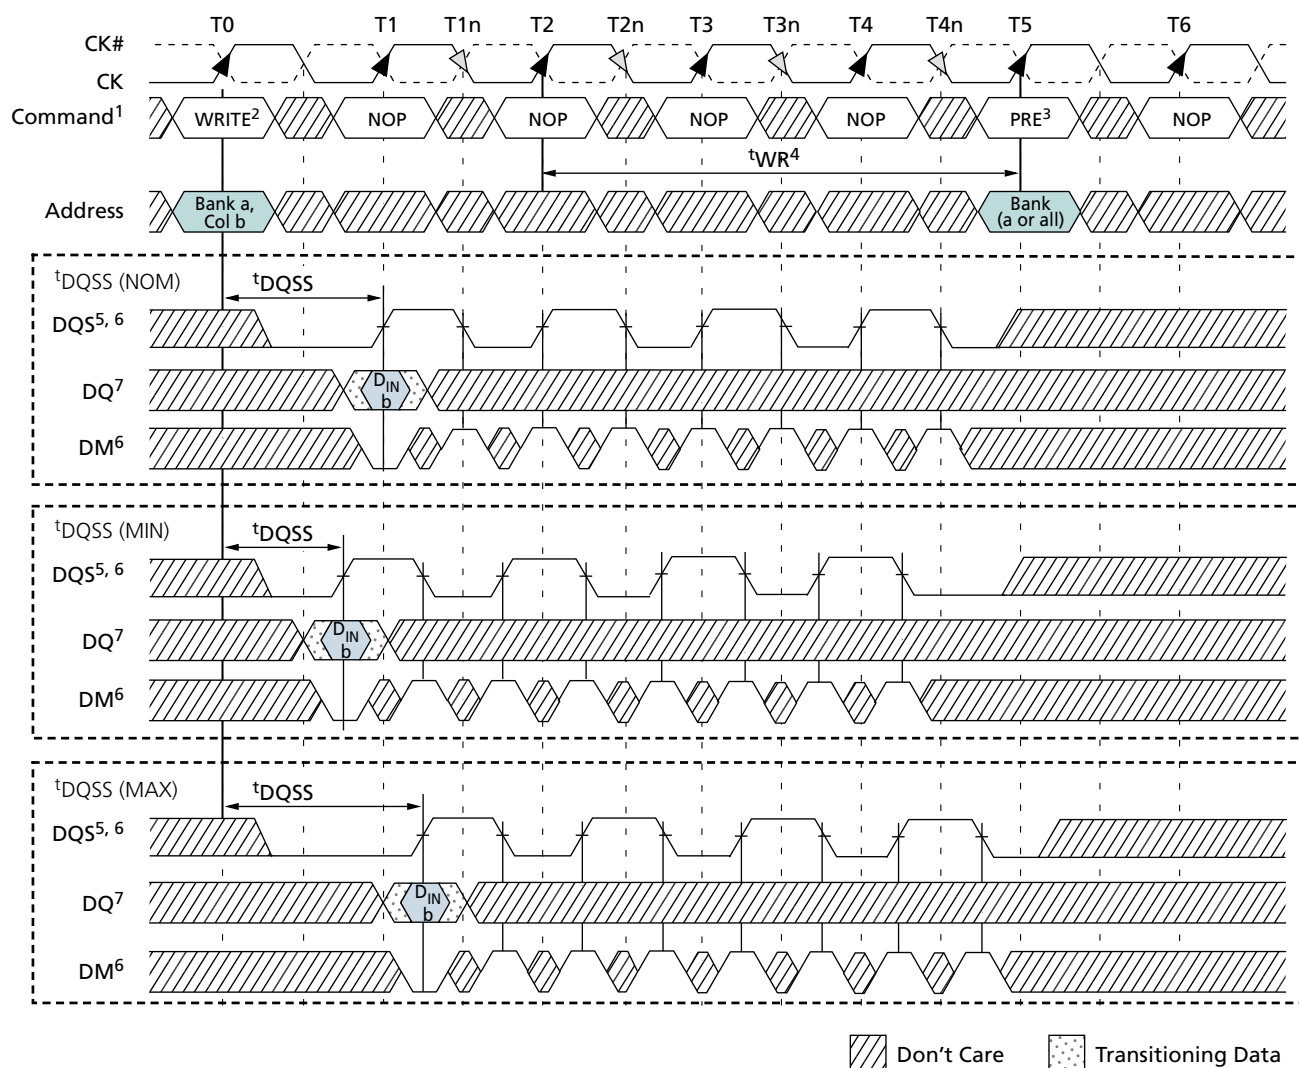 T0 T1 T1n T2 T2n T3 T3n T4 T4n T5 T6
CK#
CK
Command1 WRITE2 NOP NOP NOP NOP PRE3 NOP
tWR4
Address Bank a, Col b Bank (a or all)
tDQSS (NOM) tDQSS
DQS5, 6
DQ7 DIN b
DM6
tDQSS (MIN) tDQSS
DQS5, 6
DQ7 DIN b
DM6
tDQSS (MAX) tDQSS
DQS5, 6
DQ7 DIN b
DM6
Don't Care Transitioning Data